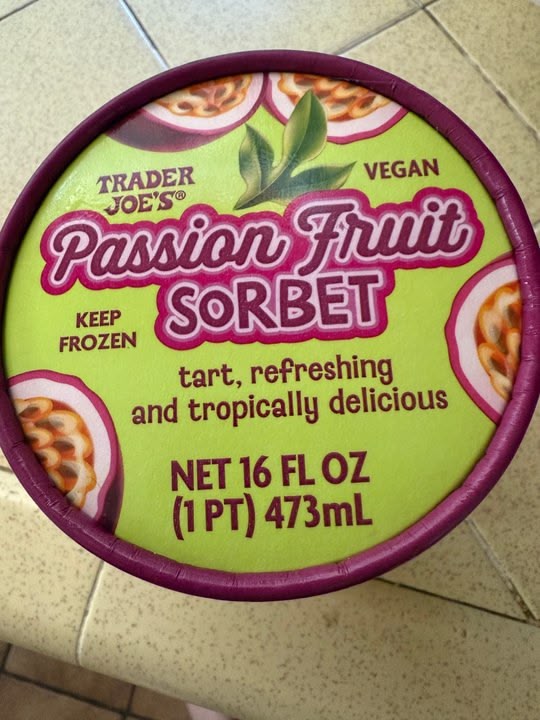 TRADER
JOE'S®
VEGAN
Passion Fruit
SORBET
KEEP
FROZEN
tart, refreshing
and tropically delicious
NET 16 FL OZ
(1 PT) 473mL